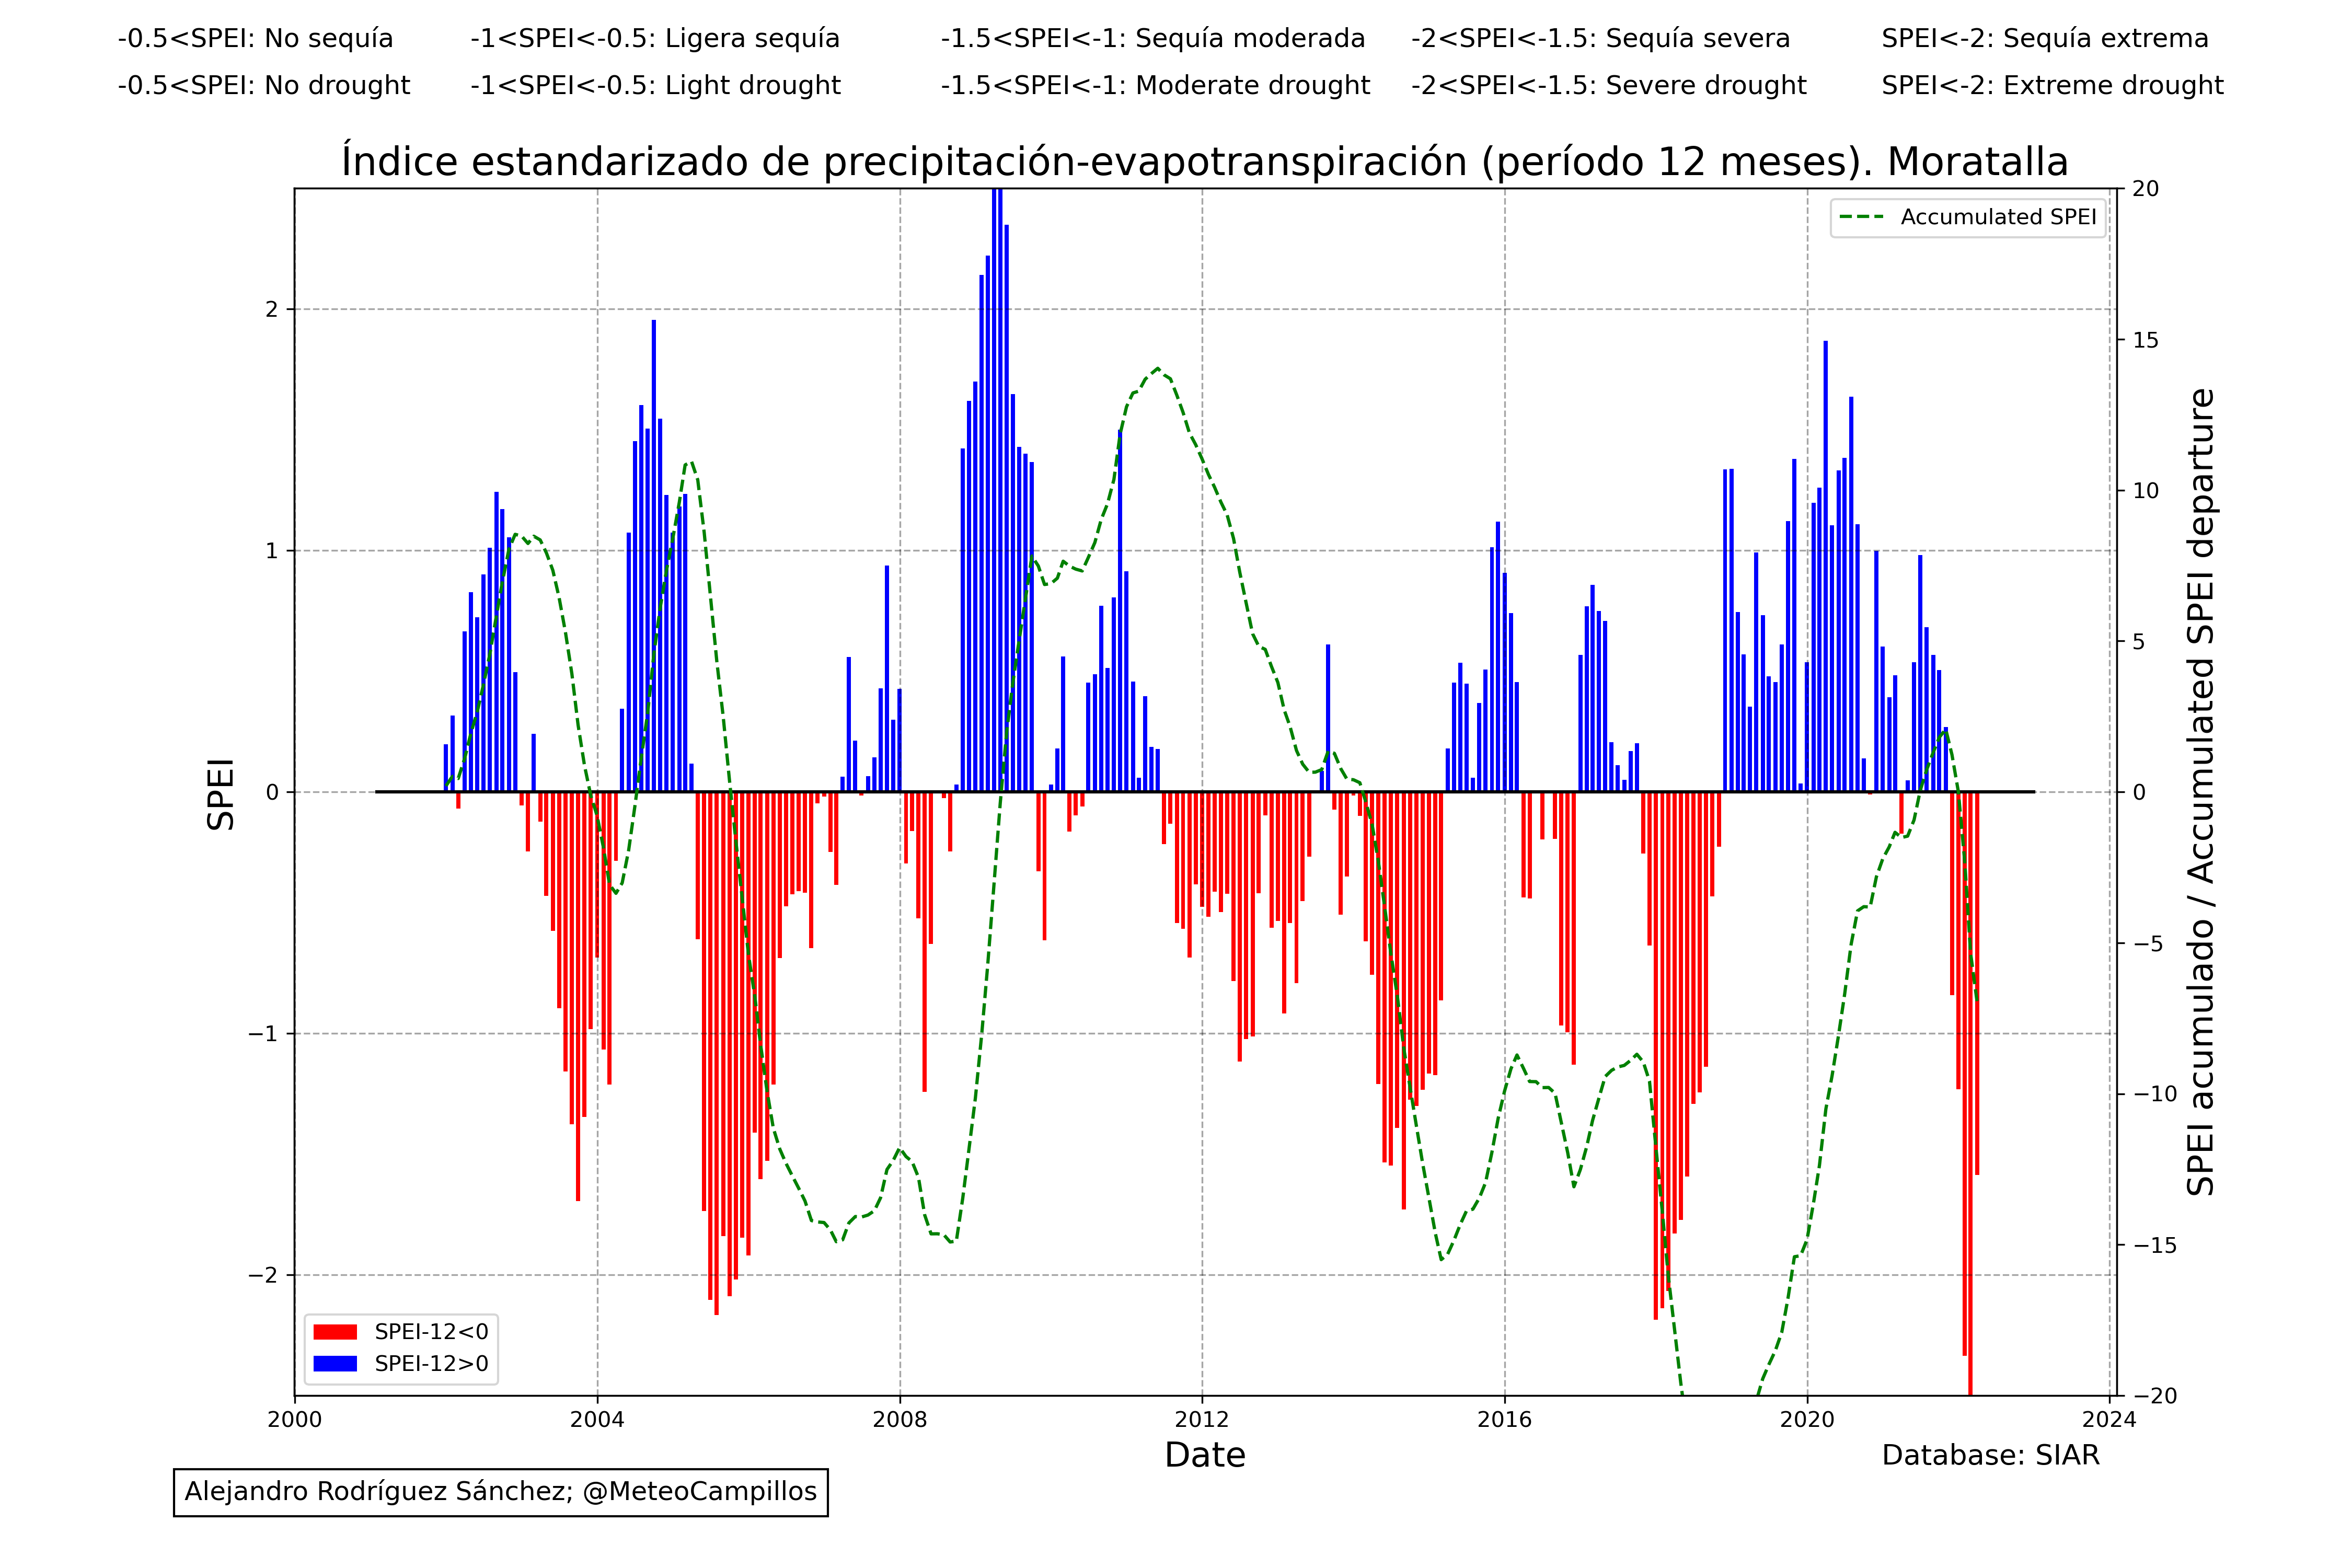 -0.5<SPEI: No sequía -1<SPEI<-0.5: Ligera sequía -1.5<SPEI<-1: Sequía moderada -2<SPEI<-1.5: Sequía severa SPEI<-2: Sequía extrema
-0.5<SPEI: No drought -1<SPEI<-0.5: Light drought -1.5<SPEI<-1: Moderate drought -2<SPEI<-1.5: Severe drought SPEI<-2: Extreme drought
Índice estandarizado de precipitación-evapotranspiración (período 12 meses). Moratalla
Accumulated SPEI
SPEI
2
1
0
−1
−2
20
15
10
5
0
−5
−10
−15
−20
SPEI acumulado / Accumulated SPEI departure
SPEI-12<0
SPEI-12>0
2000 2004 2008 2012 2016 2020 2024
Date
Database: SIAR
Alejandro Rodríguez Sánchez; @MeteoCampillos